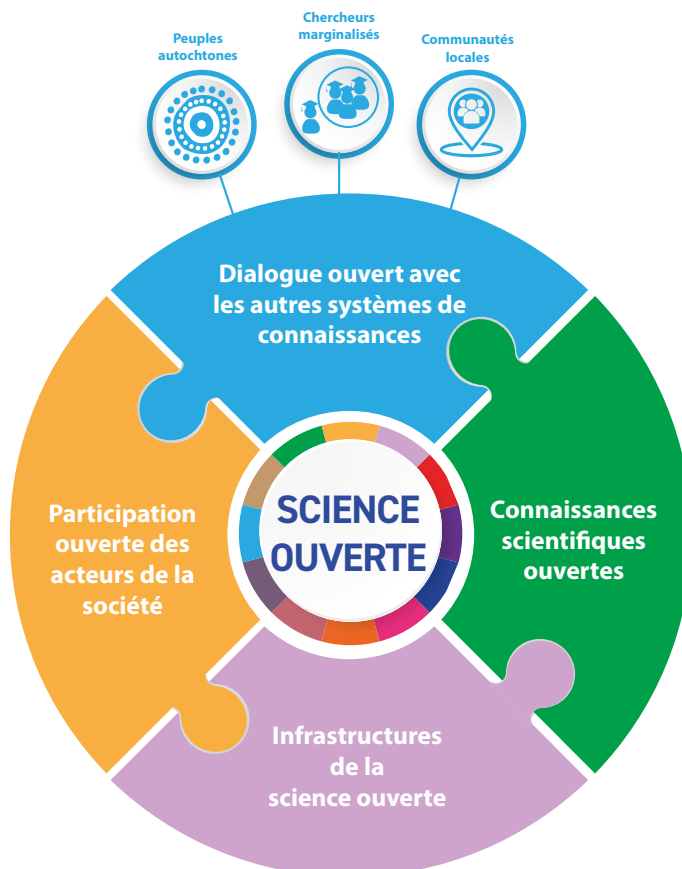 Peuples
autochtones
Chercheurs
marginalisés
Communautés
locales
Dialogue ouvert avec
les autres systèmes de
connaissances
Participation
ouverte des
acteurs de la
société
SCIENCE
OUVERTE
Connaissances
scientifiques
ouvertes
Infrastructures
de la
science ouverte